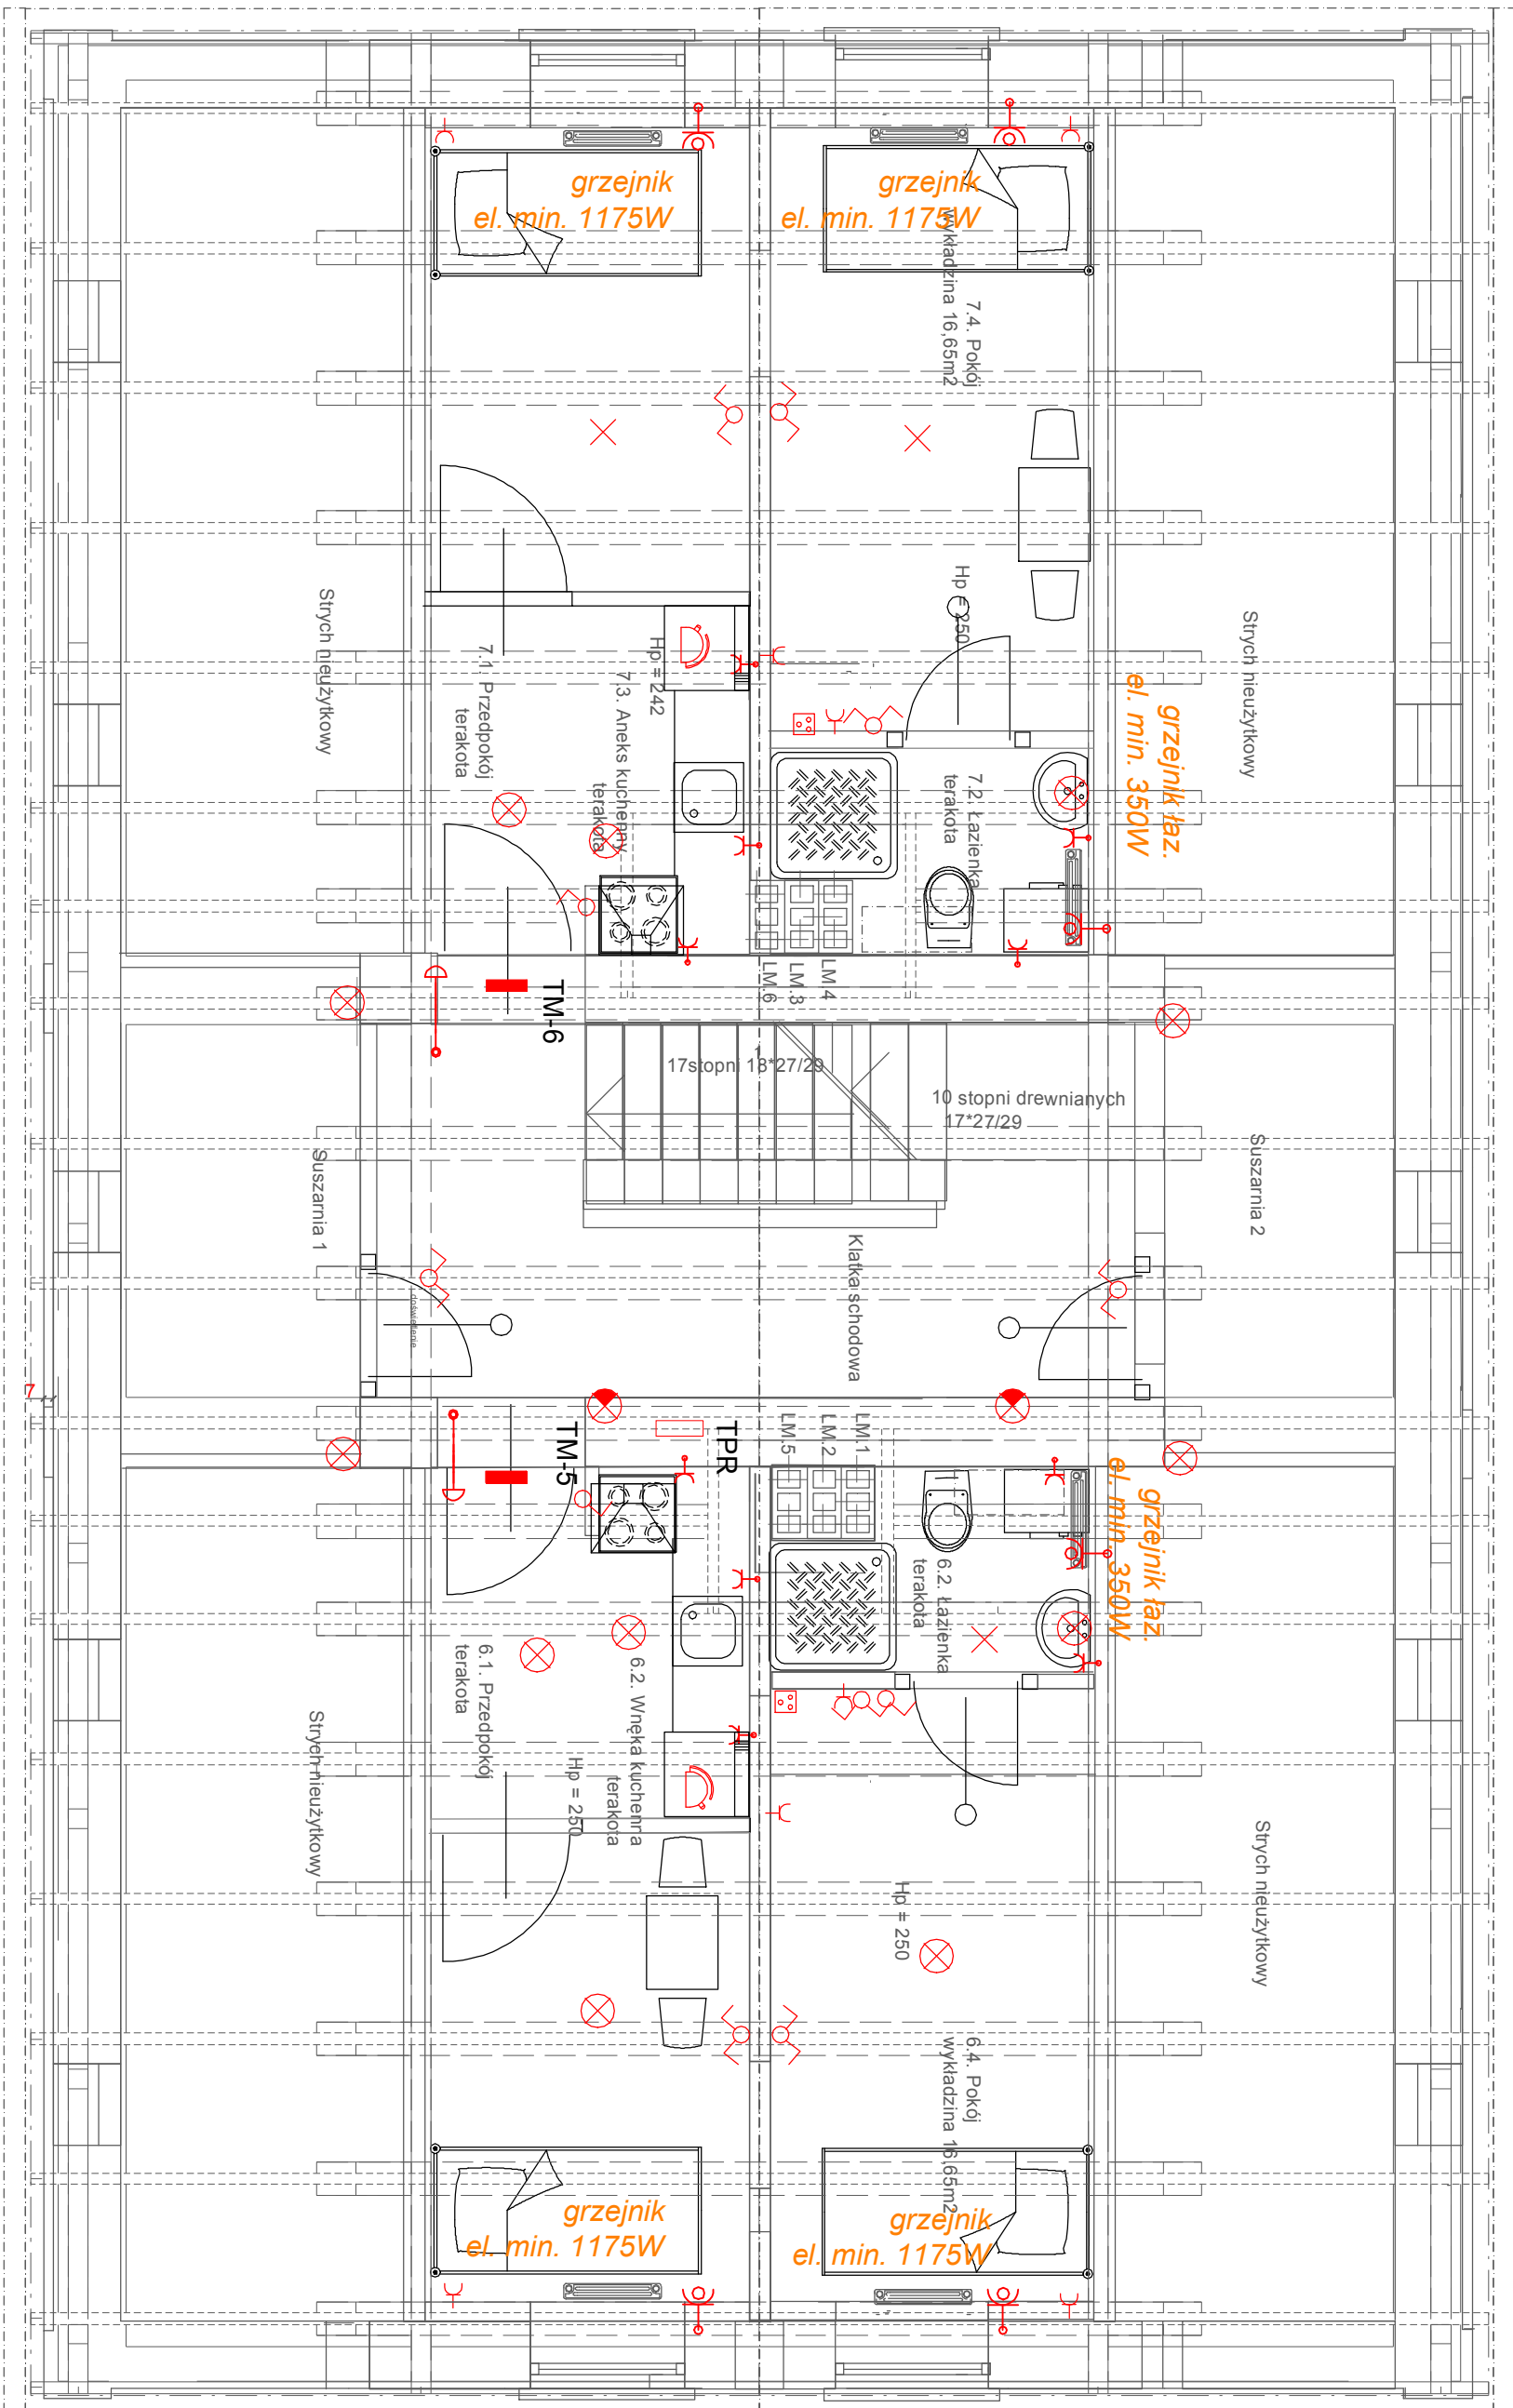 grzejnik
el. min. 1175W
grzejnik
el. min. 1175W
7.4. Pokój
wykładzina 16,65m2
Hp = 250
Strych nieużytkowy
Strych nieużytkowy
grzejnik łaz.
el. min. 350W
7.1. Przedpokój
terakota
Hp = 242
7.3. Aneks kuchenny
terakota
7.2. Łazienka
terakota
TM-6
LM.6
LM.3
LM.4
17stopni 18*27/29
1
10 stopni drewnianych
17*27/29
Suszarnia 1
Suszarnia 2
Klatka schodowa
doświetlenie
7
TM-5
TPR
LM.5
LM.2
LM.1
grzejnik łaz.
el. min. 350W
6.2. Łazienka
terakota
6.1. Przedpokój
terakota
6.2. Wnęka kuchenna
terakota
Hp = 250
Strych nieużytkowy
Strych nieużytkowy
Hp = 250
6.4. Pokój
wykładzina 16,65m2
grzejnik
el. min. 1175W
grzejnik
el. min. 1175W